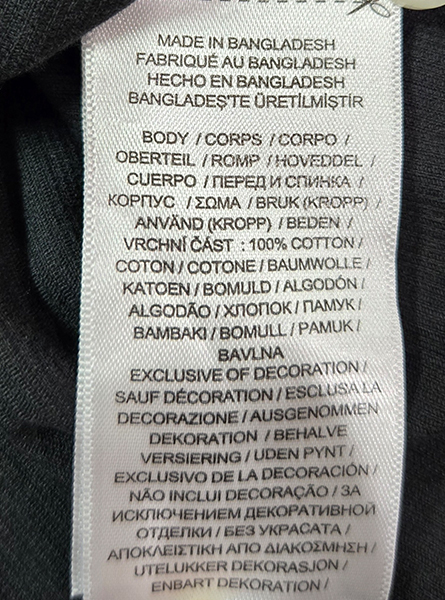 MADE IN BANGLADESH
FABRIQUÉ AU BANGLADESH
HECHO EN BANGLADESH
BANGLADEŞ'TE ÜRETİLMİŞTİR
BODY / CORPS / CORPO /
OBERTEIL / ROMP / HOVEDDEL /
CUERPO / ПЕРЕД И СПИНКА /
КОРПУС / ΣΩΜΑ / BRUK (KROPP) /
ANVÄND (KROPP) / BEDEN /
VRCHNÍ ČÁST : 100% COTTON /
COTON / COTONE / BAUMWOLLE /
KATOEN / BOMULD / ALGODÓN /
ALGODÃO / ХЛОПОК / ПАМУК /
BAMBAKI / BOMULL / PAMUK /
BAVLNA
EXCLUSIVE OF DECORATION /
SAUF DÉCORATION / ESCLUSA LA
DECORAZIONE / AUSGENOMMEN
DEKORATION / BEHALVE
VERSIERING / UDEN PYNT /
EXCLUSIVO DE LA DECORACIÓN /
NÃO INCLUI DECORAÇÃO / ЗА
ИСКЛЮЧЕНИЕМ ДЕКОРАТИВНОЙ
ОТДЕЛКИ / БЕЗ УКРАСАТА /
ΑΠΟΚΛΕΙΣΤΙΚΗ ΑΠΟ ΔΙΑΚΟΣΜΗΣΗ /
UTELUKKER DEKORASJON /
ENBART DEKORATION /